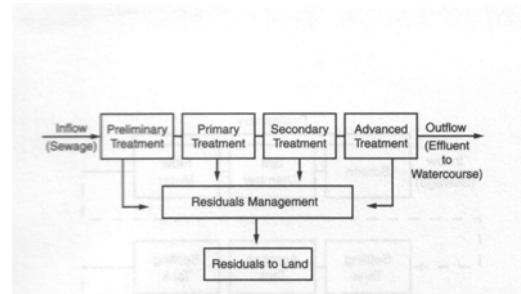 Inflow
(Sewage)
Preliminary
Treatment
Primary
Treatment
Secondary
Treatment
Advanced
Treatment
Outflow
(Effluent
to
Watercourse)
Residuals Management
Residuals to Land